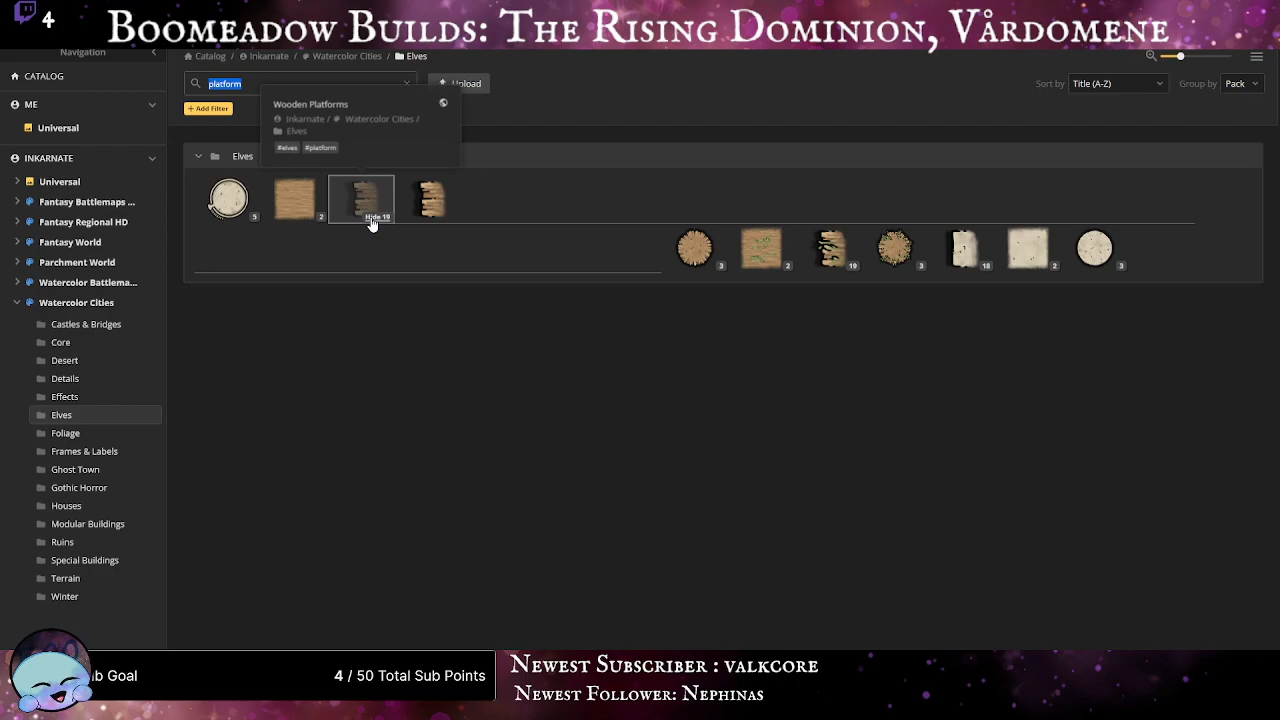 4
Boomeadow Builds: The Rising Dominion, Vårdomene
Navigation
Catalog / Inkarnate / Watercolor Cities / Elves
CATALOG
platform
Upload
Sort by Title (A-Z) Group by Pack
ME
+ Add Filter
Wooden Platforms
Inkarnate / Watercolor Cities /
Elves
#elves #platform
Universal
INKARNATE
Elves
Universal
Fantasy Battlemaps ...
5
2
Hide 19
Fantasy Regional HD
Fantasy World
Parchment World
3
2
19
3
18
2
3
Watercolor Battlema...
Watercolor Cities
Castles & Bridges
Core
Desert
Details
Effects
Elves
Foliage
Frames & Labels
Ghost Town
Gothic Horror
Houses
Modular Buildings
Ruins
Special Buildings
Terrain
Winter
Goal
4 / 50 Total Sub Points
Newest Subscriber : valkcore
Newest Follower: Nephinas